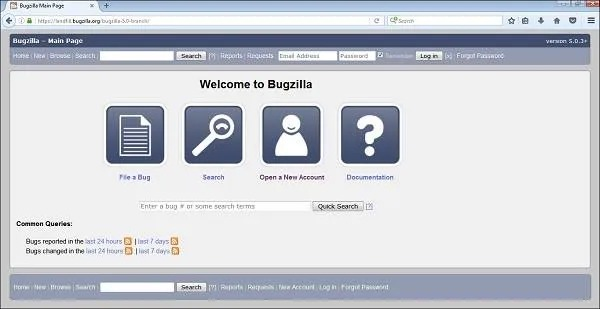 Bugzilla Main Page
https://landfill.bugzilla.org/bugzilla-5.0-branch/
Search
Bugzilla – Main Page version 5.0.3+
Home | New | Browse | Search | Search [?] | Reports | Requests Email Address Password Remember Log in [x] | Forgot Password
Welcome to Bugzilla
File a Bug Search Open a New Account Documentation
Enter a bug # or some search terms Quick Search [?]
Common Queries:
Bugs reported in the last 24 hours | last 7 days
Bugs changed in the last 24 hours | last 7 days
Home | New | Browse | Search | Search [?] | Reports | Requests | New Account | Log In | Forgot Password